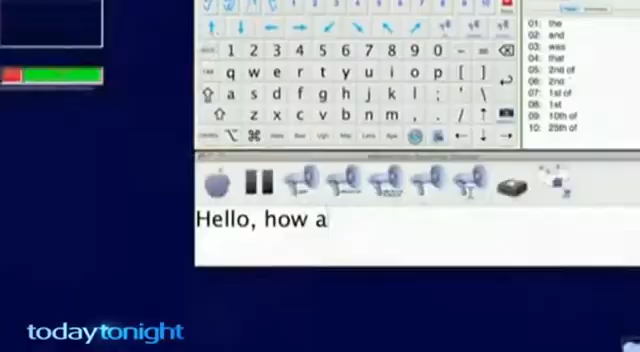 01: the
02: and
03: was
04: that
05: 2nd of
06: 2nd
07: 1st of
08: 1st
09: 10th of
10: 25th of
1 2 3 4 5 6 7 8 9 0 - =
q w e r t y u i o p [ ]
a s d f g h j k l ; ' \
z x c v b n m , . /
Hello, how a
todaytonight